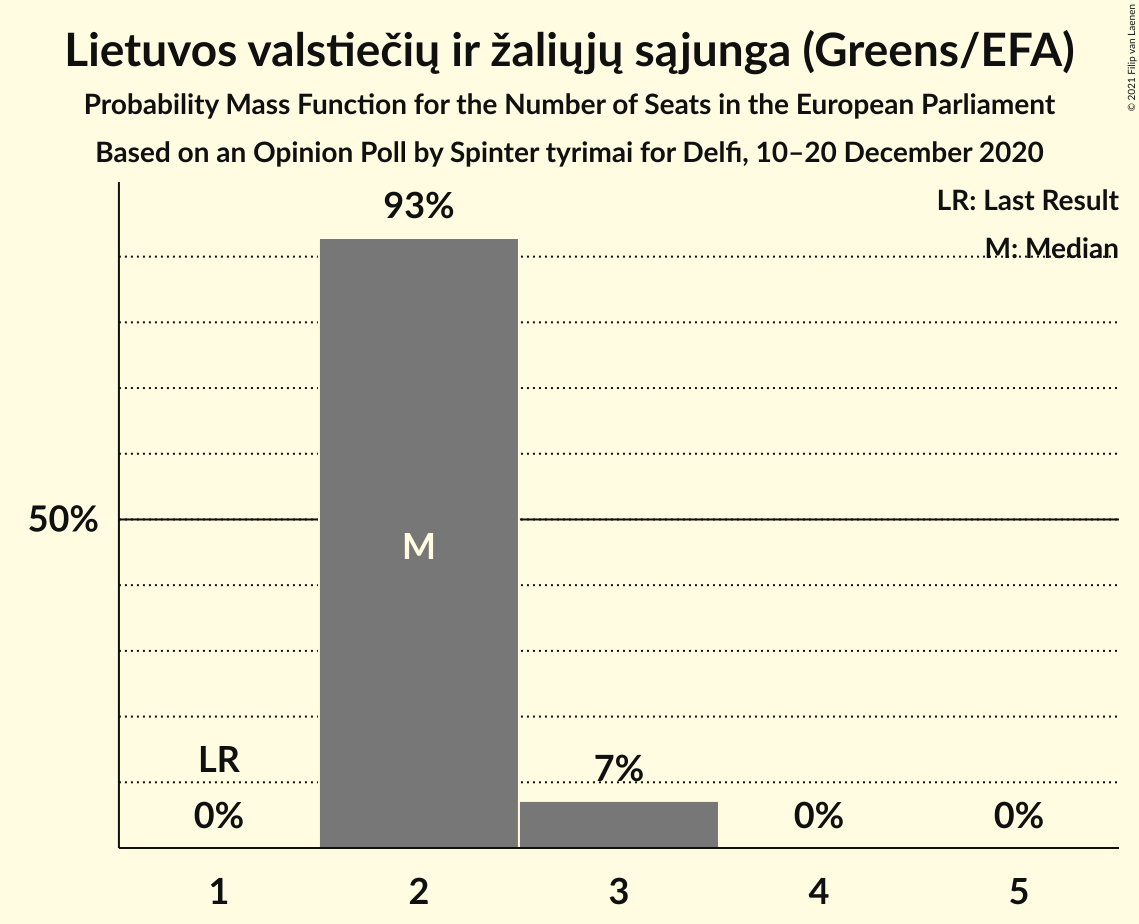 Lietuvos valstiečių ir žaliųjų sąjunga (Greens/EFA)
Probability Mass Function for the Number of Seats in the European Parliament
Based on an Opinion Poll by Spinter tyrimai for Delfi, 10–20 December 2020
© 2021 Filip van Laenen
LR: Last Result
M: Median
93%
50%
M
LR
7%
0%
0%
0%
1
2
3
4
5